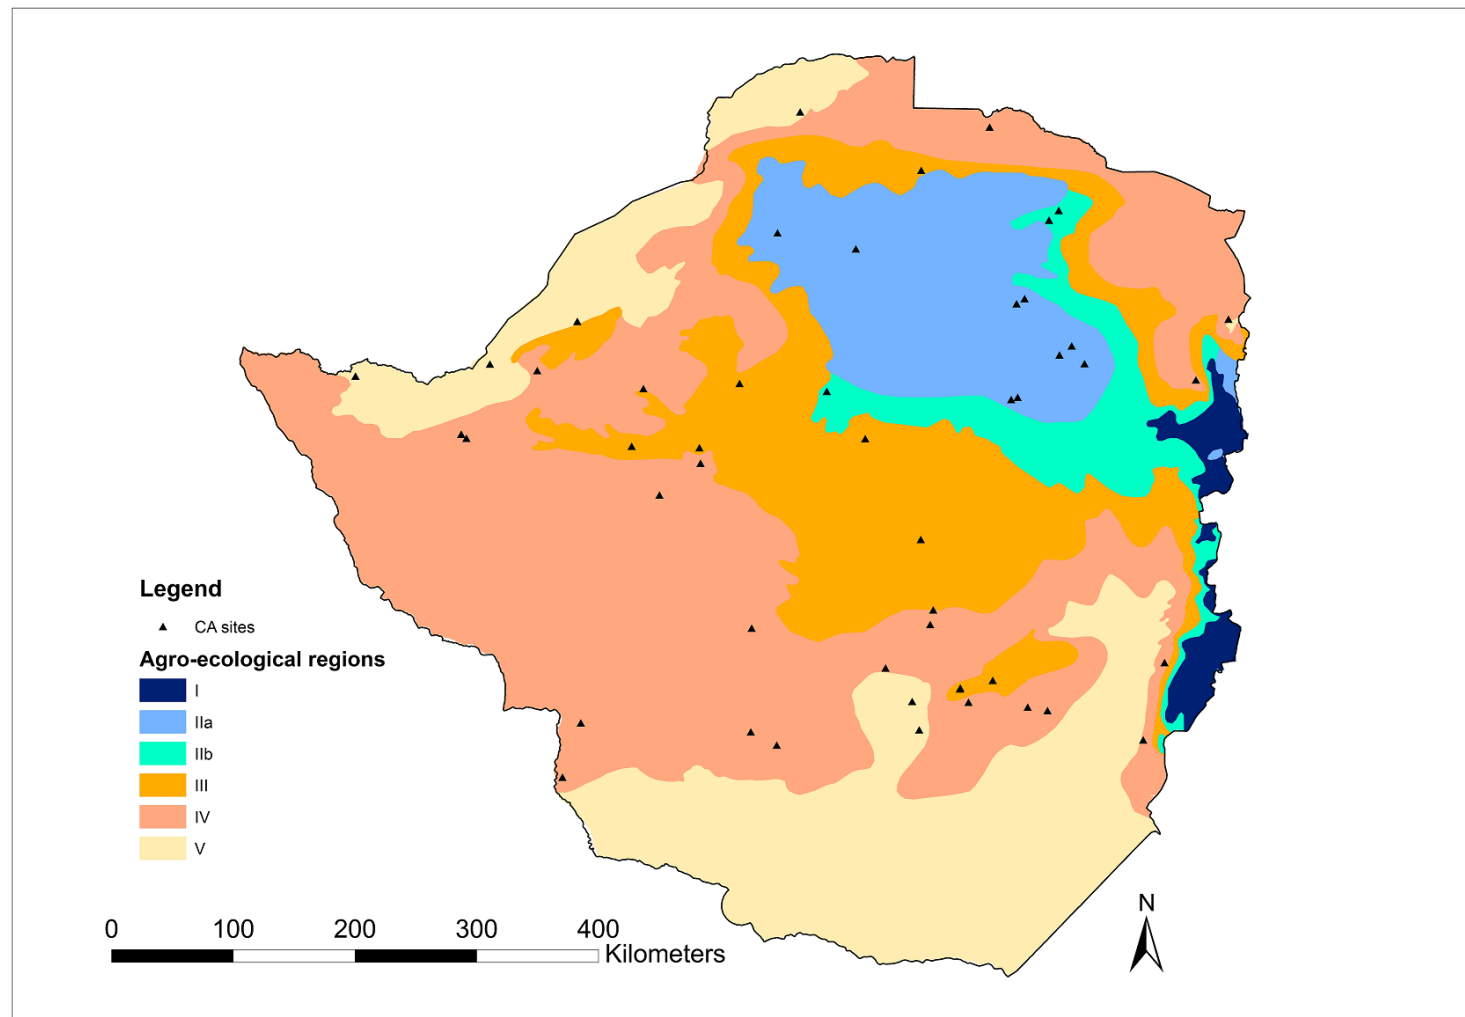 Legend
CA sites
Agro-ecological regions
I
IIa
IIb
III
IV
V
0 100 200 300 400
Kilometers
N